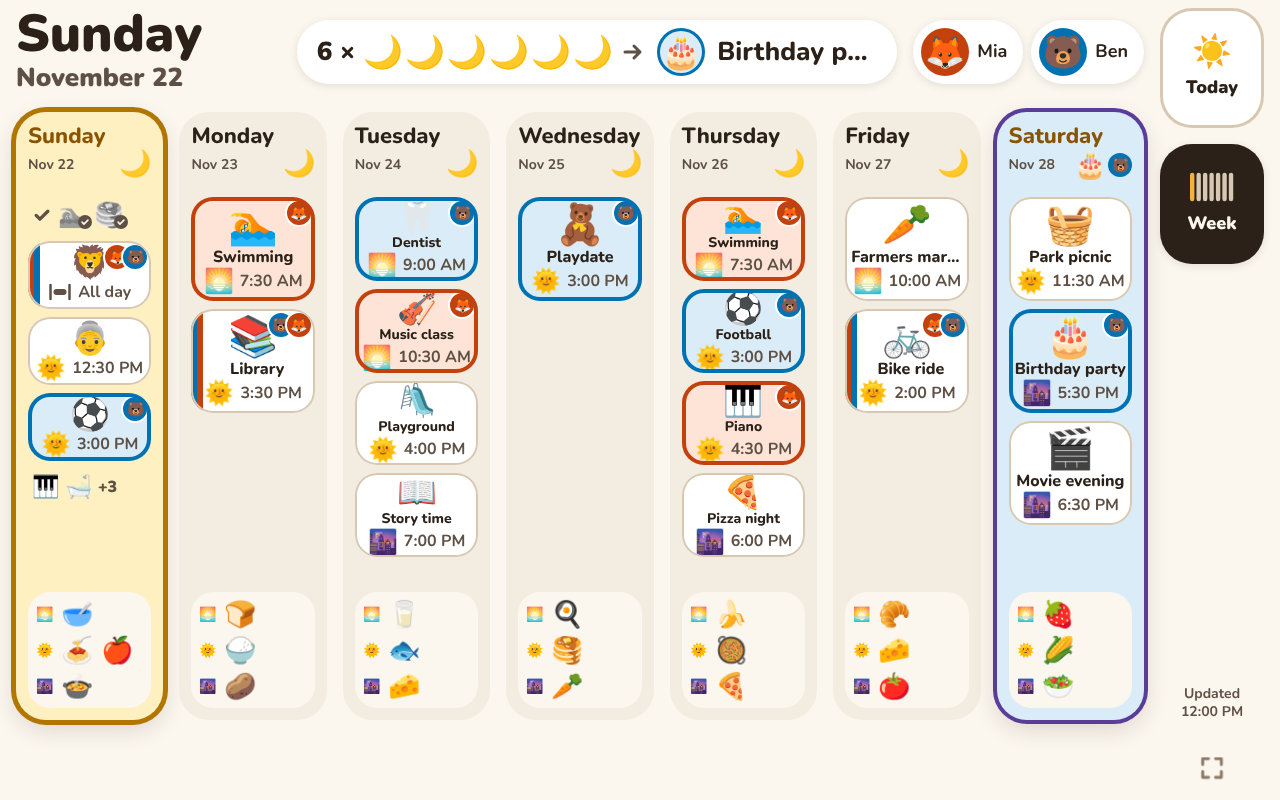 Sunday
November 22
6 ×
Birthday p...
Mia
Ben
Today
Week
Sunday
Nov 22
All day
12:30 PM
3:00 PM
+3
Monday
Nov 23
Swimming
7:30 AM
Library
3:30 PM
Tuesday
Nov 24
Dentist
9:00 AM
Music class
10:30 AM
Playground
4:00 PM
Story time
7:00 PM
Wednesday
Nov 25
Playdate
3:00 PM
Thursday
Nov 26
Swimming
7:30 AM
Football
3:00 PM
Piano
4:30 PM
Pizza night
6:00 PM
Friday
Nov 27
Farmers mar...
10:00 AM
Bike ride
2:00 PM
Saturday
Nov 28
Park picnic
11:30 AM
Birthday party
5:30 PM
Movie evening
6:30 PM
Updated
12:00 PM